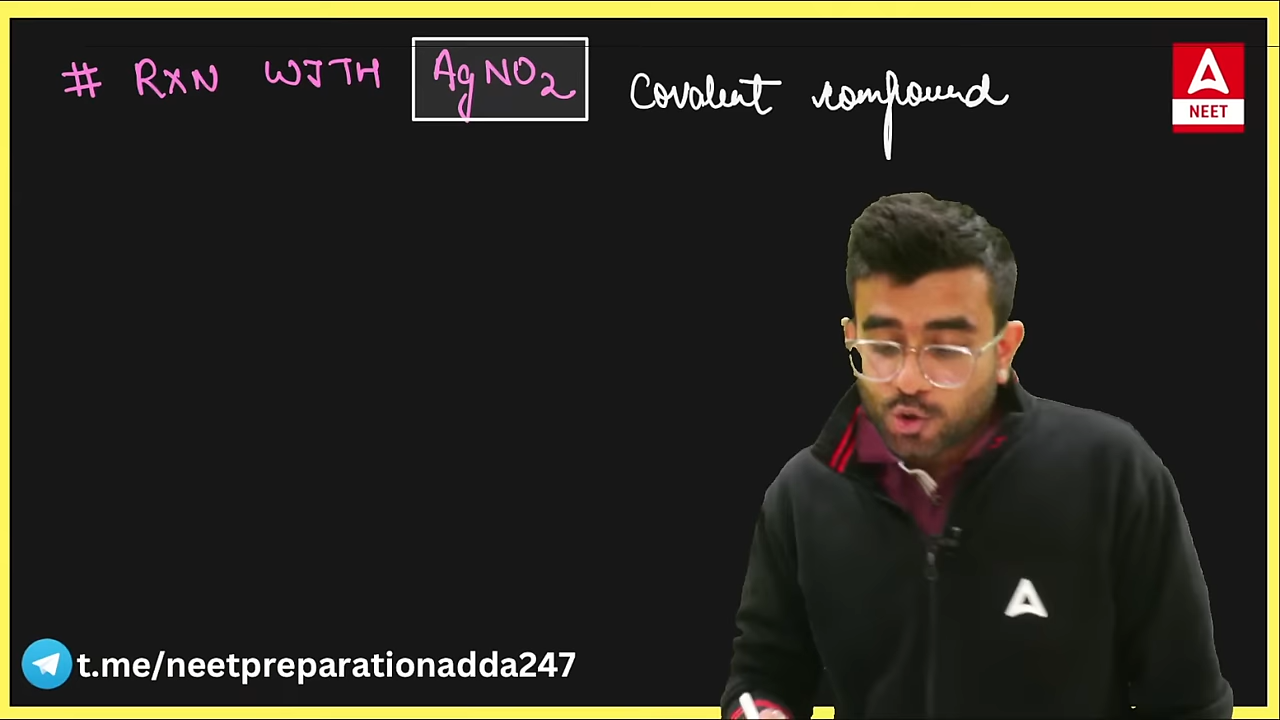 # RXN WITH AgNO2 Covalent compound
NEET
t.me/neetpreparationadda247